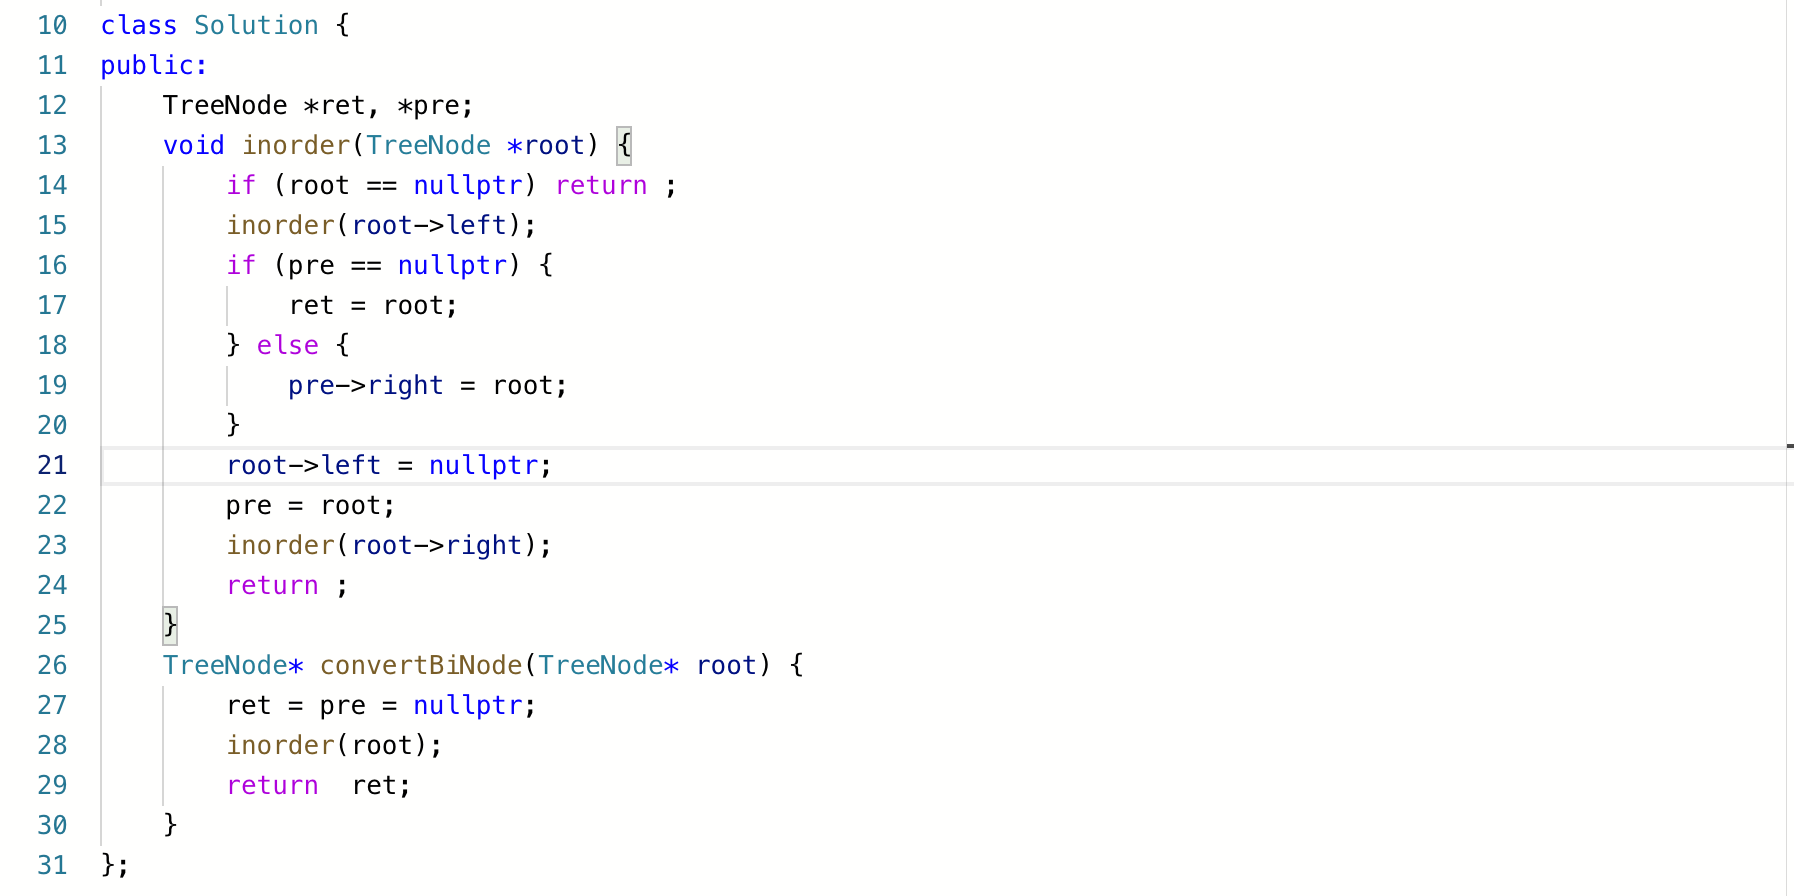 10 class Solution {
11 public:
12     TreeNode *ret, *pre;
13     void inorder(TreeNode *root) {
14         if (root == nullptr) return ;
15         inorder(root->left);
16         if (pre == nullptr) {
17             ret = root;
18         } else {
19             pre->right = root;
20         }
21         root->left = nullptr;
22         pre = root;
23         inorder(root->right);
24         return ;
25     }
26     TreeNode* convertBiNode(TreeNode* root) {
27         ret = pre = nullptr;
28         inorder(root);
29         return  ret;
30     }
31 };